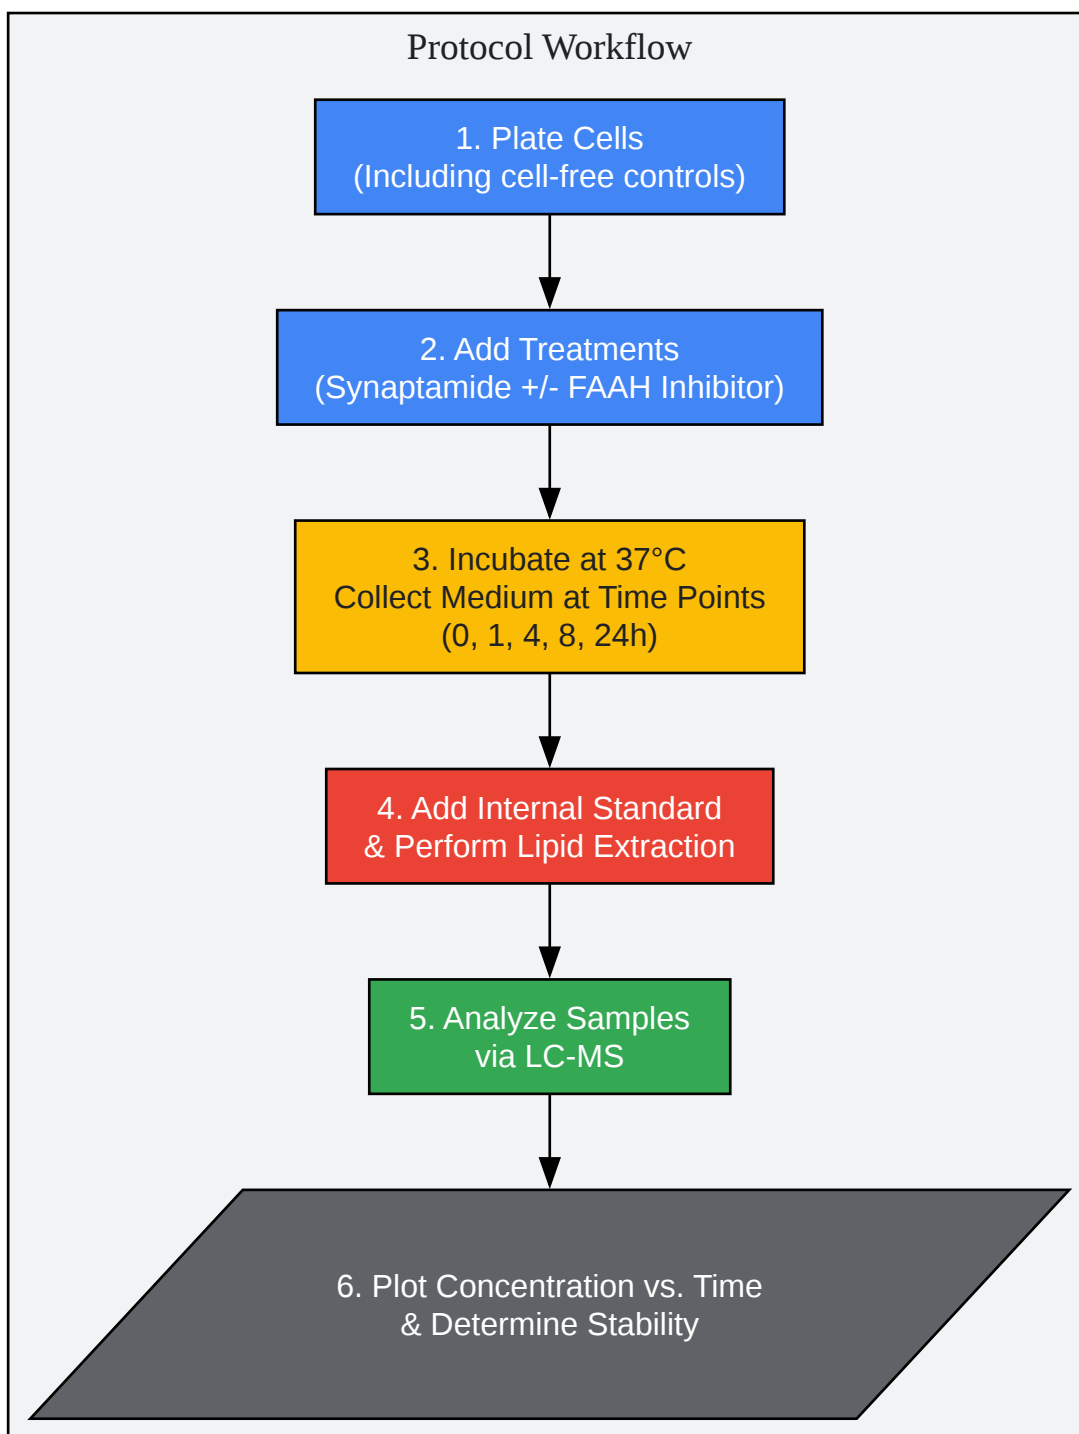 Protocol Workflow
1. Plate Cells
(Including cell-free controls)
2. Add Treatments
(Synaptamide +/- FAAH Inhibitor)
3. Incubate at 37°C
Collect Medium at Time Points
(0, 1, 4, 8, 24h)
4. Add Internal Standard
& Perform Lipid Extraction
5. Analyze Samples
via LC-MS
6. Plot Concentration vs. Time
& Determine Stability